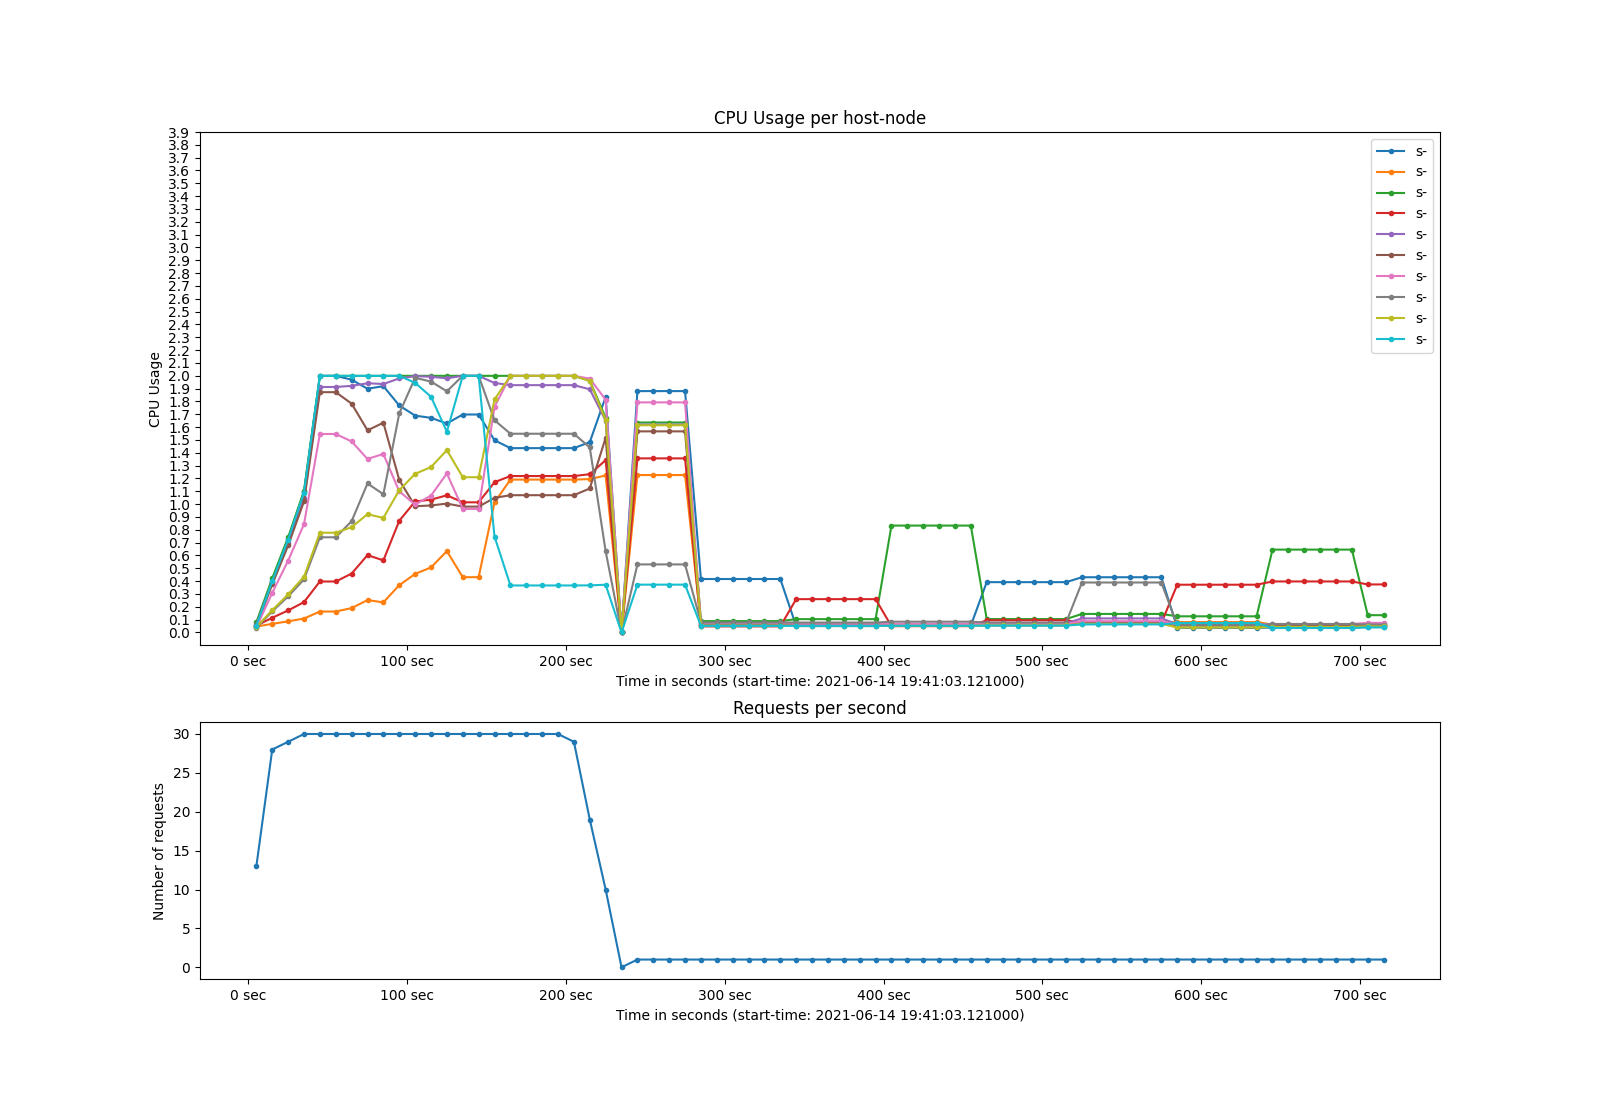 CPU Usage per host-node
3.9
3.8
3.7
3.6
3.5
3.4
3.3
3.2
3.1
3.0
2.9
2.8
2.7
2.6
2.5
2.4
2.3
2.2
2.1
2.0
1.9
1.8
1.7
1.6
1.5
1.4
1.3
1.2
1.1
1.0
0.9
0.8
0.7
0.6
0.5
0.4
0.3
0.2
0.1
0.0
CPU Usage
s-
s-
s-
s-
s-
s-
s-
s-
s-
s-
0 sec 100 sec 200 sec 300 sec 400 sec 500 sec 600 sec 700 sec
Time in seconds (start-time: 2021-06-14 19:41:03.121000)
Requests per second
30
25
20
15
10
5
0
Number of requests
0 sec 100 sec 200 sec 300 sec 400 sec 500 sec 600 sec 700 sec
Time in seconds (start-time: 2021-06-14 19:41:03.121000)